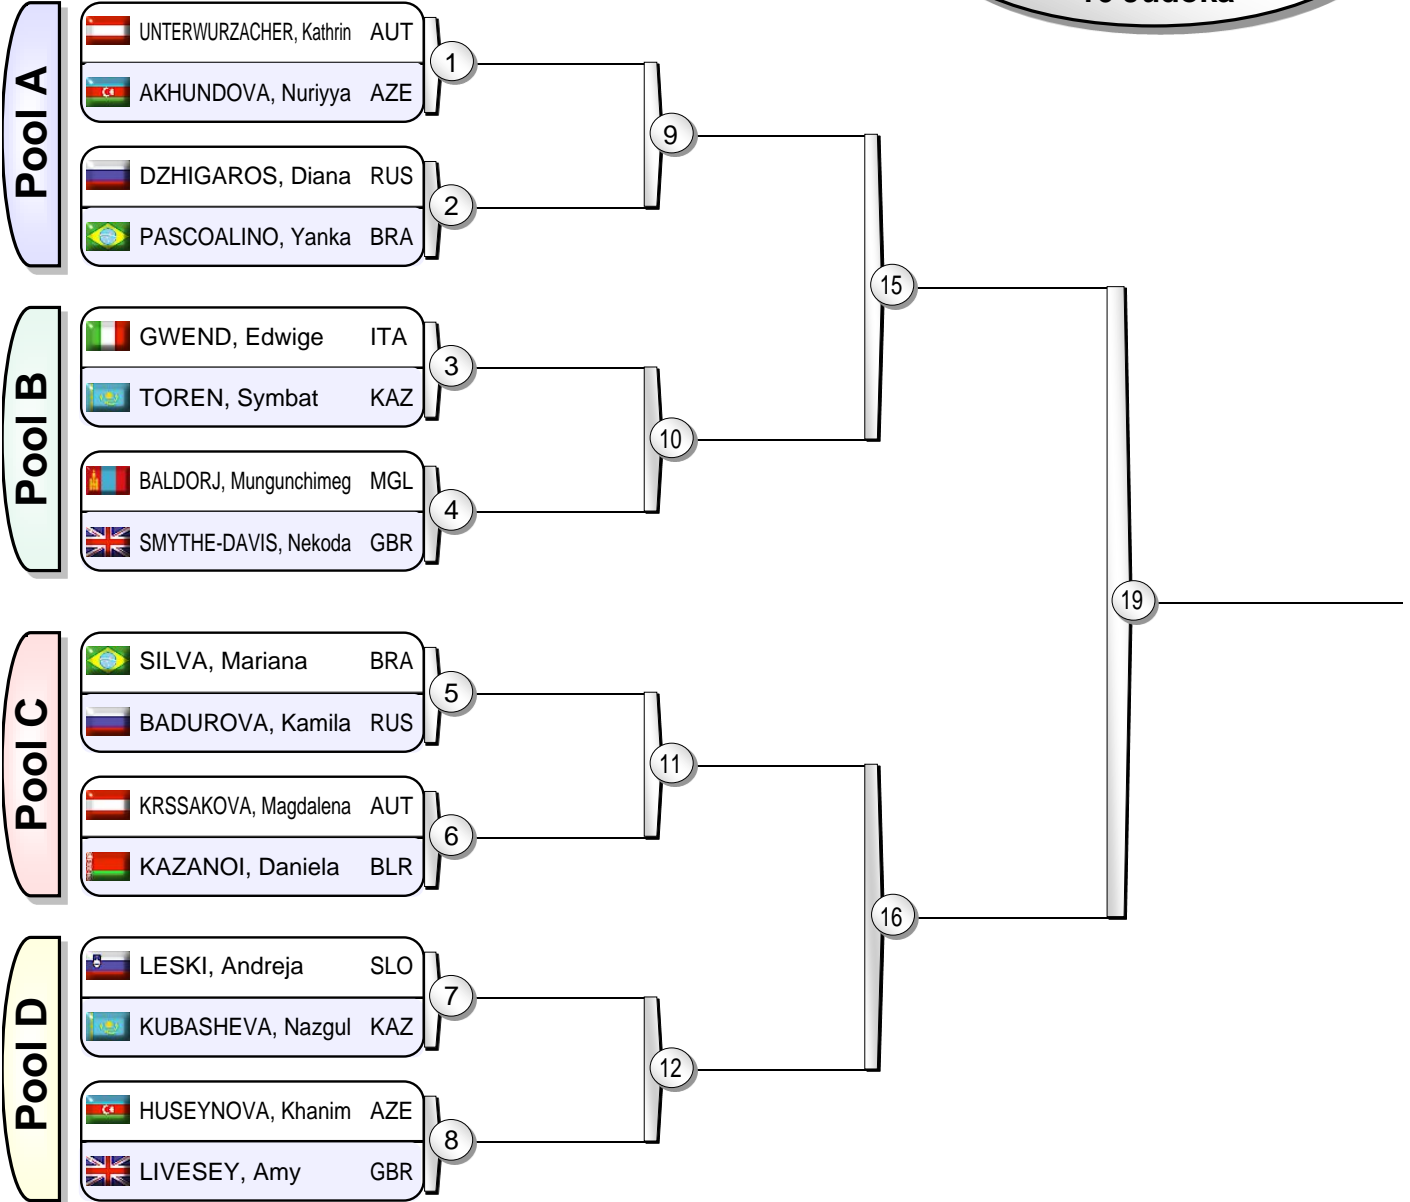 16 Judoka
Pool A
UNTERWURZACHER, Kathrin AUT
AKHUNDOVA, Nuriyya AZE
1
DZHIGAROS, Diana RUS
PASCOALINO, Yanka BRA
2
9
Pool B
GWEND, Edwige ITA
TOREN, Symbat KAZ
3
BALDORJ, Mungunchimeg MGL
SMYTHE-DAVIS, Nekoda GBR
4
10
15
Pool C
SILVA, Mariana BRA
BADUROVA, Kamila RUS
5
KRSSAKOVA, Magdalena AUT
KAZANOI, Daniela BLR
6
11
Pool D
LESKI, Andreja SLO
KUBASHEVA, Nazgul KAZ
7
HUSEYNOVA, Khanim AZE
LIVESEY, Amy GBR
8
12
16
19